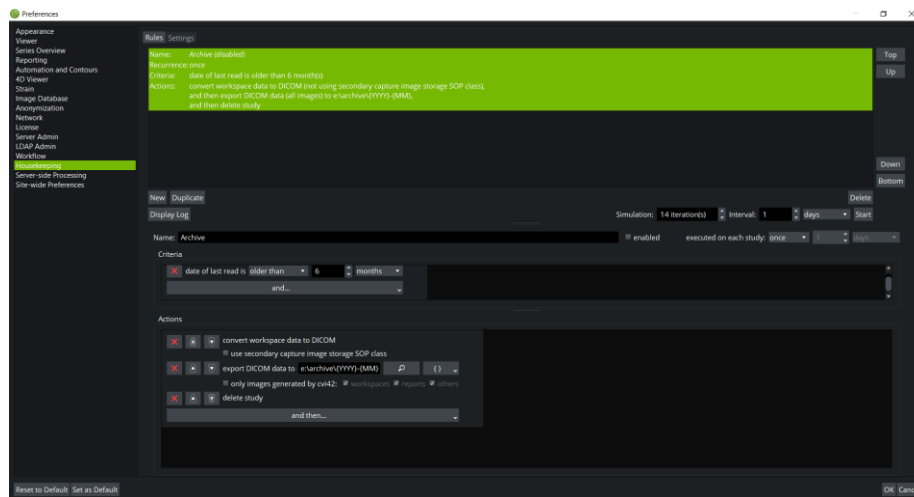 Preferences
Appearance
Viewer
Series Overview
Reporting
Automation and Contours
4D Viewer
Strain
Image Database
Anonymization
Network
License
Server Admin
LDAP Admin
Workflow
Housekeeping
Server-side Processing
Site-wide Preferences
Rules Settings
Name: Archive (disabled)
Recurrence: once
Criteria: date of last read is older than 6 month(s)
Actions: convert workspace data to DICOM (not using secondary capture image storage SOP class),
and then export DICOM data (all images) to e:\archive\{YYYY}-{MM},
and then delete study
Top
Up
Down
Bottom
New Duplicate Delete
Display Log Simulation: 14 iteration(s) Interval: 1 days Start
Name: Archive enabled executed on each study: once 1 days
Criteria
date of last read is older than 6 months
and...
Actions
convert workspace data to DICOM
use secondary capture image storage SOP class
export DICOM data to e:\archive\{YYYY}-{MM} {}
only images generated by cvi42: workspaces reports others
delete study
and then...
Reset to Default Set as Default OK Canc